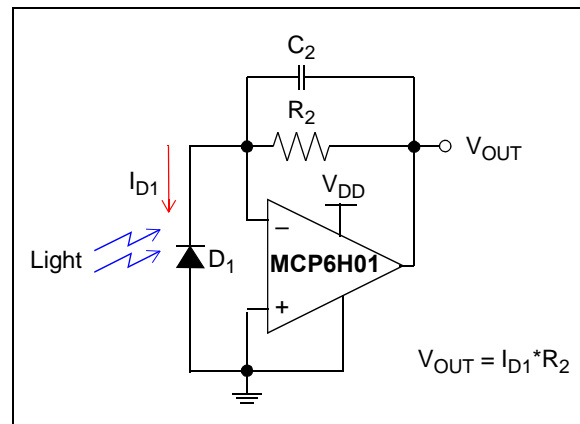 C2
R2
VOUT
ID1
VDD
−
Light
D1
MCP6H01
+
VOUT = ID1*R2